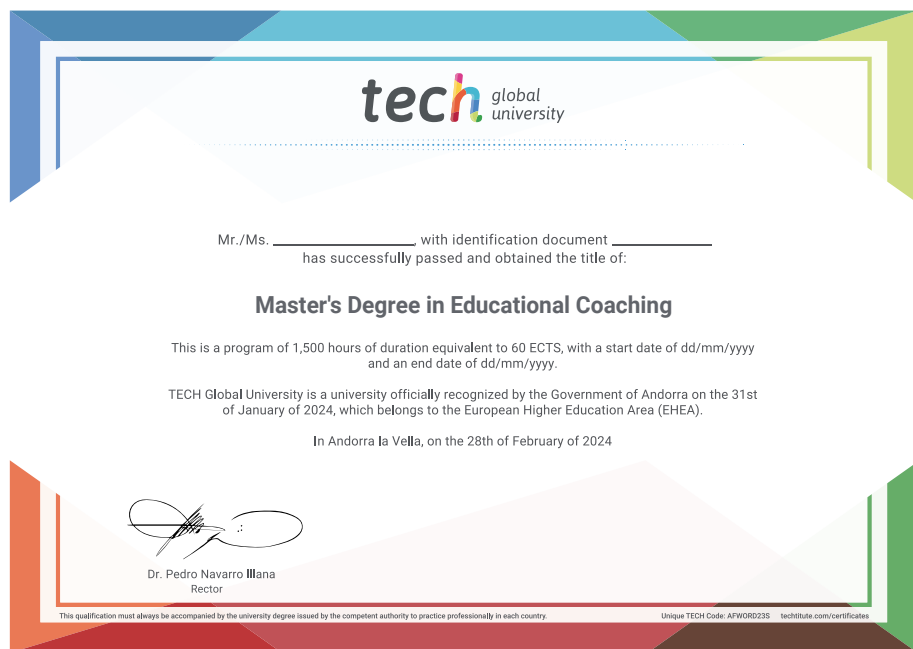 tech global university
Mr./Ms. ____________, with identification document ____________
has successfully passed and obtained the title of:
Master's Degree in Educational Coaching
This is a program of 1,500 hours of duration equivalent to 60 ECTS, with a start date of dd/mm/yyyy
and an end date of dd/mm/yyyy.
TECH Global University is a university officially recognized by the Government of Andorra on the 31st
of January of 2024, which belongs to the European Higher Education Area (EHEA).
In Andorra la Vella, on the 28th of February of 2024
Dr. Pedro Navarro Illana
Rector
This qualification must always be accompanied by the university degree issued by the competent authority to practice professionally in each country.
Unique TECH Code: AFWORD23S techtitute.com/certificates